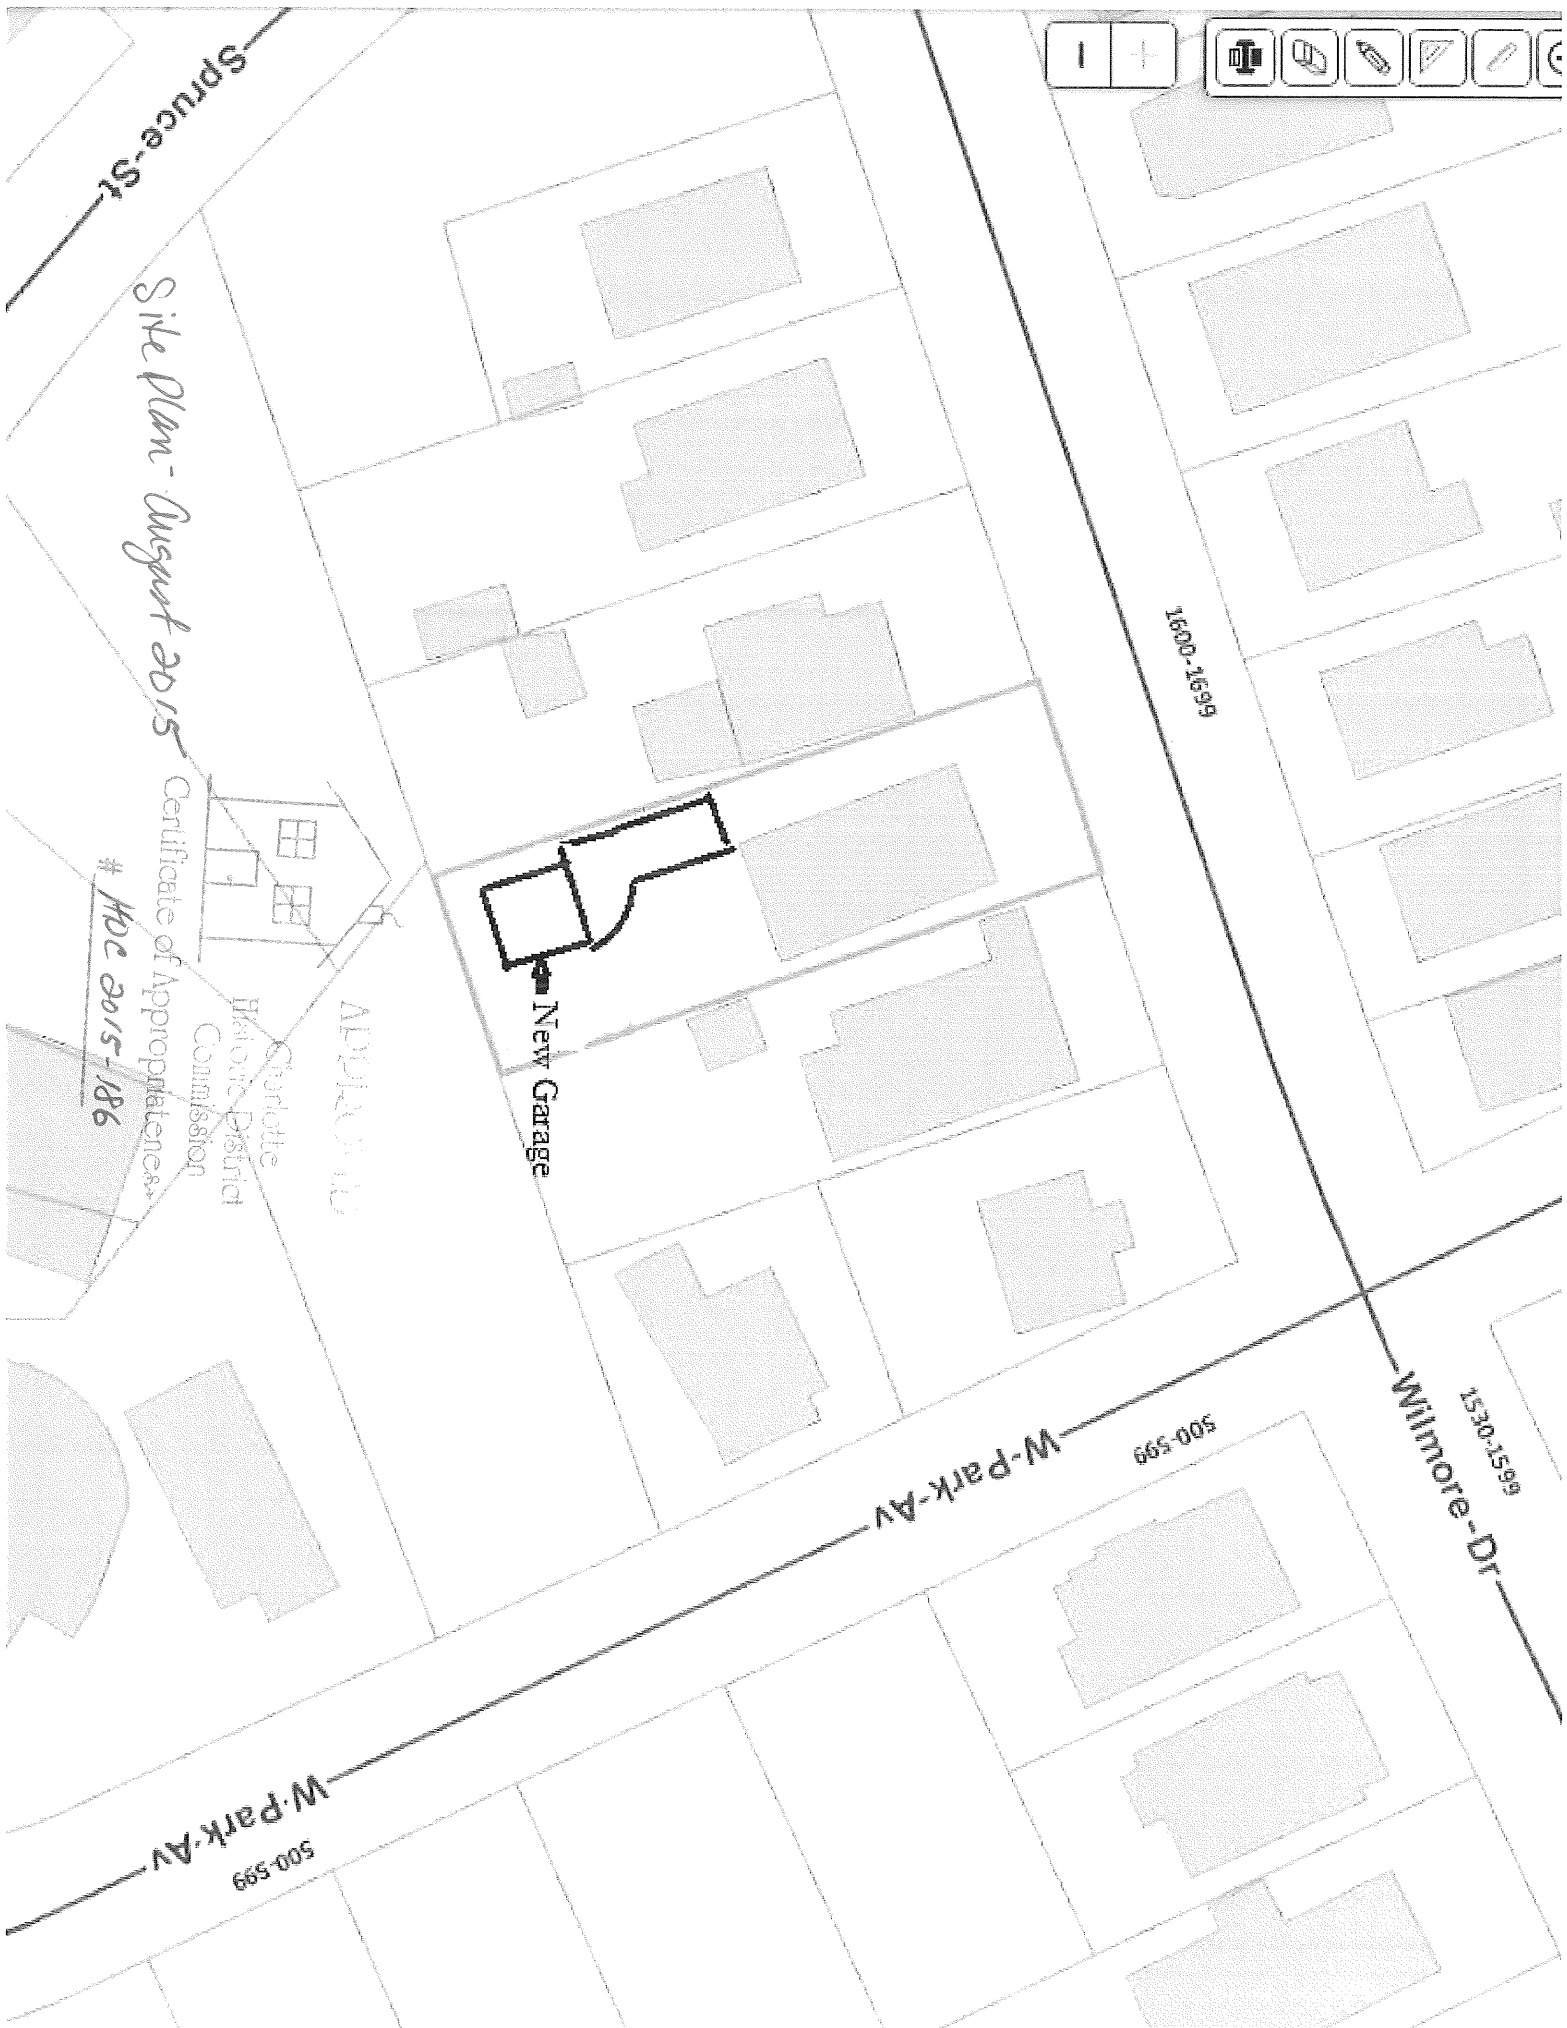 Spruce-St
1600-1699
Wilmore-Dr
1530-1599
500-599
W-Park-Av
W-Park-Av
500-599
New Garage
Site Plan - August 2015
APPROVED
Charlotte
Historic District
Commission
Certificate of Appropriateness
# HDC 2015-186